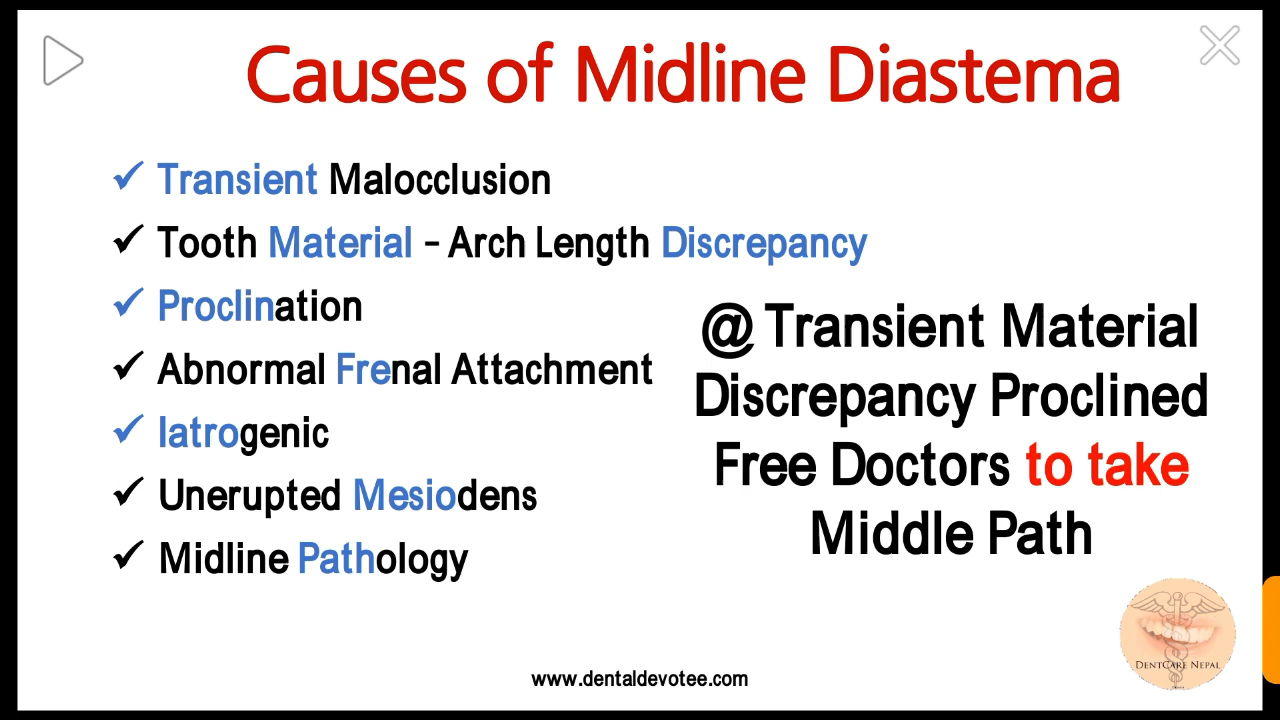 Causes of Midline Diastema
✓ Transient Malocclusion
✓ Tooth Material - Arch Length Discrepancy
✓ Proclination
✓ Abnormal Frenal Attachment
✓ Iatrogenic
✓ Unerupted Mesiodens
✓ Midline Pathology
@ Transient Material
Discrepancy Proclined
Free Doctors to take
Middle Path
DENTCARE NEPAL
www.dentaldevotee.com